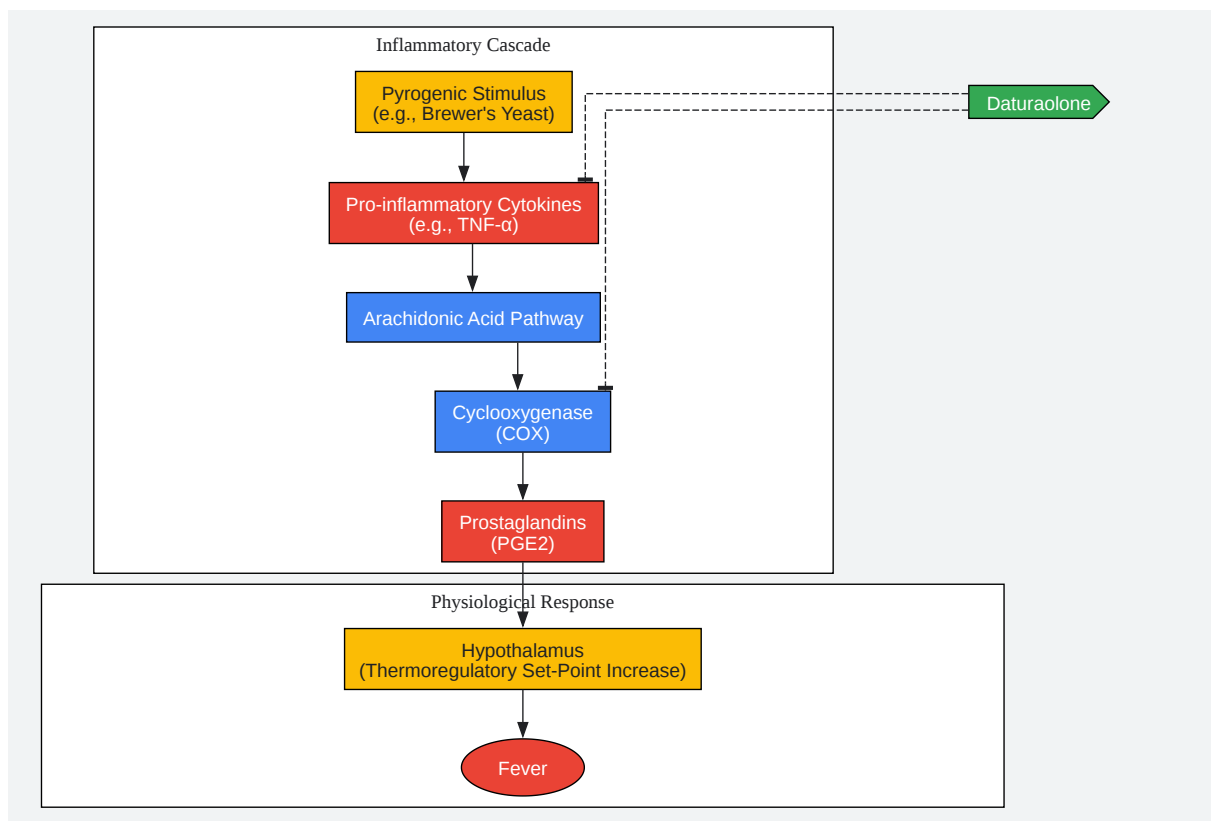 Inflammatory Cascade
Pyrogenic Stimulus
(e.g., Brewer's Yeast)
Daturaolone
Pro-inflammatory Cytokines
(e.g., TNF-α)
Arachidonic Acid Pathway
Cyclooxygenase
(COX)
Prostaglandins
(PGE2)
Physiological Response
Hypothalamus
(Thermoregulatory Set-Point Increase)
Fever